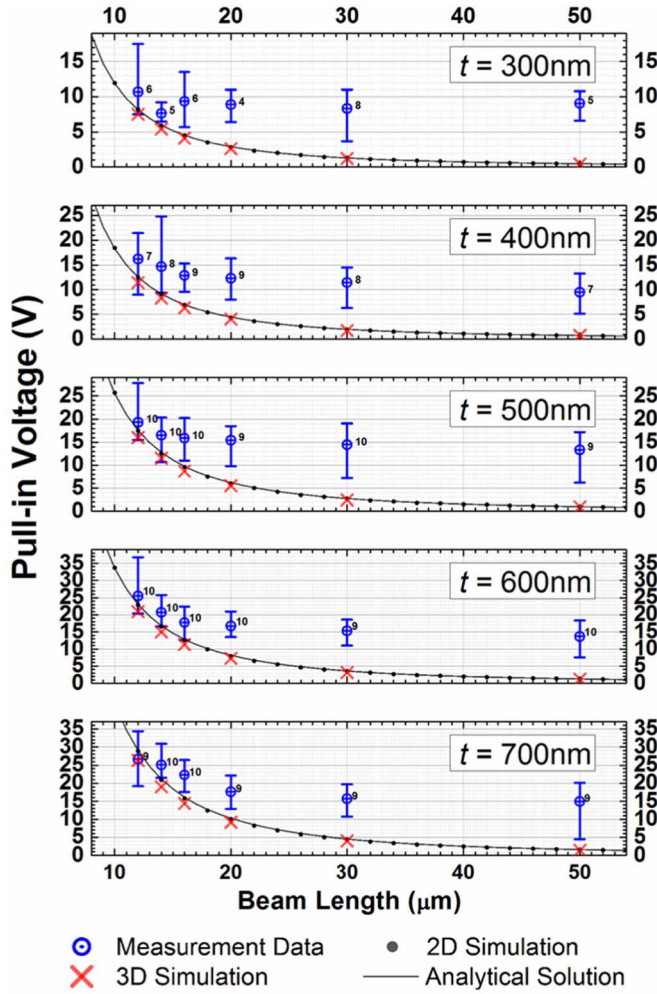 10 20 30 40 50
t = 300nm
15 15
10 10
5 5
0 0
6 5 6 4 8 5
t = 400nm
25 25
20 20
15 15
10 10
5 5
0 0
7 8 9 9 8 7
t = 500nm
25 25
20 20
15 15
10 10
5 5
0 0
10 10 10 9 10 9
t = 600nm
35 35
30 30
25 25
20 20
15 15
10 10
5 5
0 0
10 10 10 10 9 10
t = 700nm
35 35
30 30
25 25
20 20
15 15
10 10
5 5
0 0
9 10 10 9 9 9
Pull-in Voltage (V)
10 20 30 40 50
Beam Length (μm)
Measurement Data
2D Simulation
3D Simulation
Analytical Solution